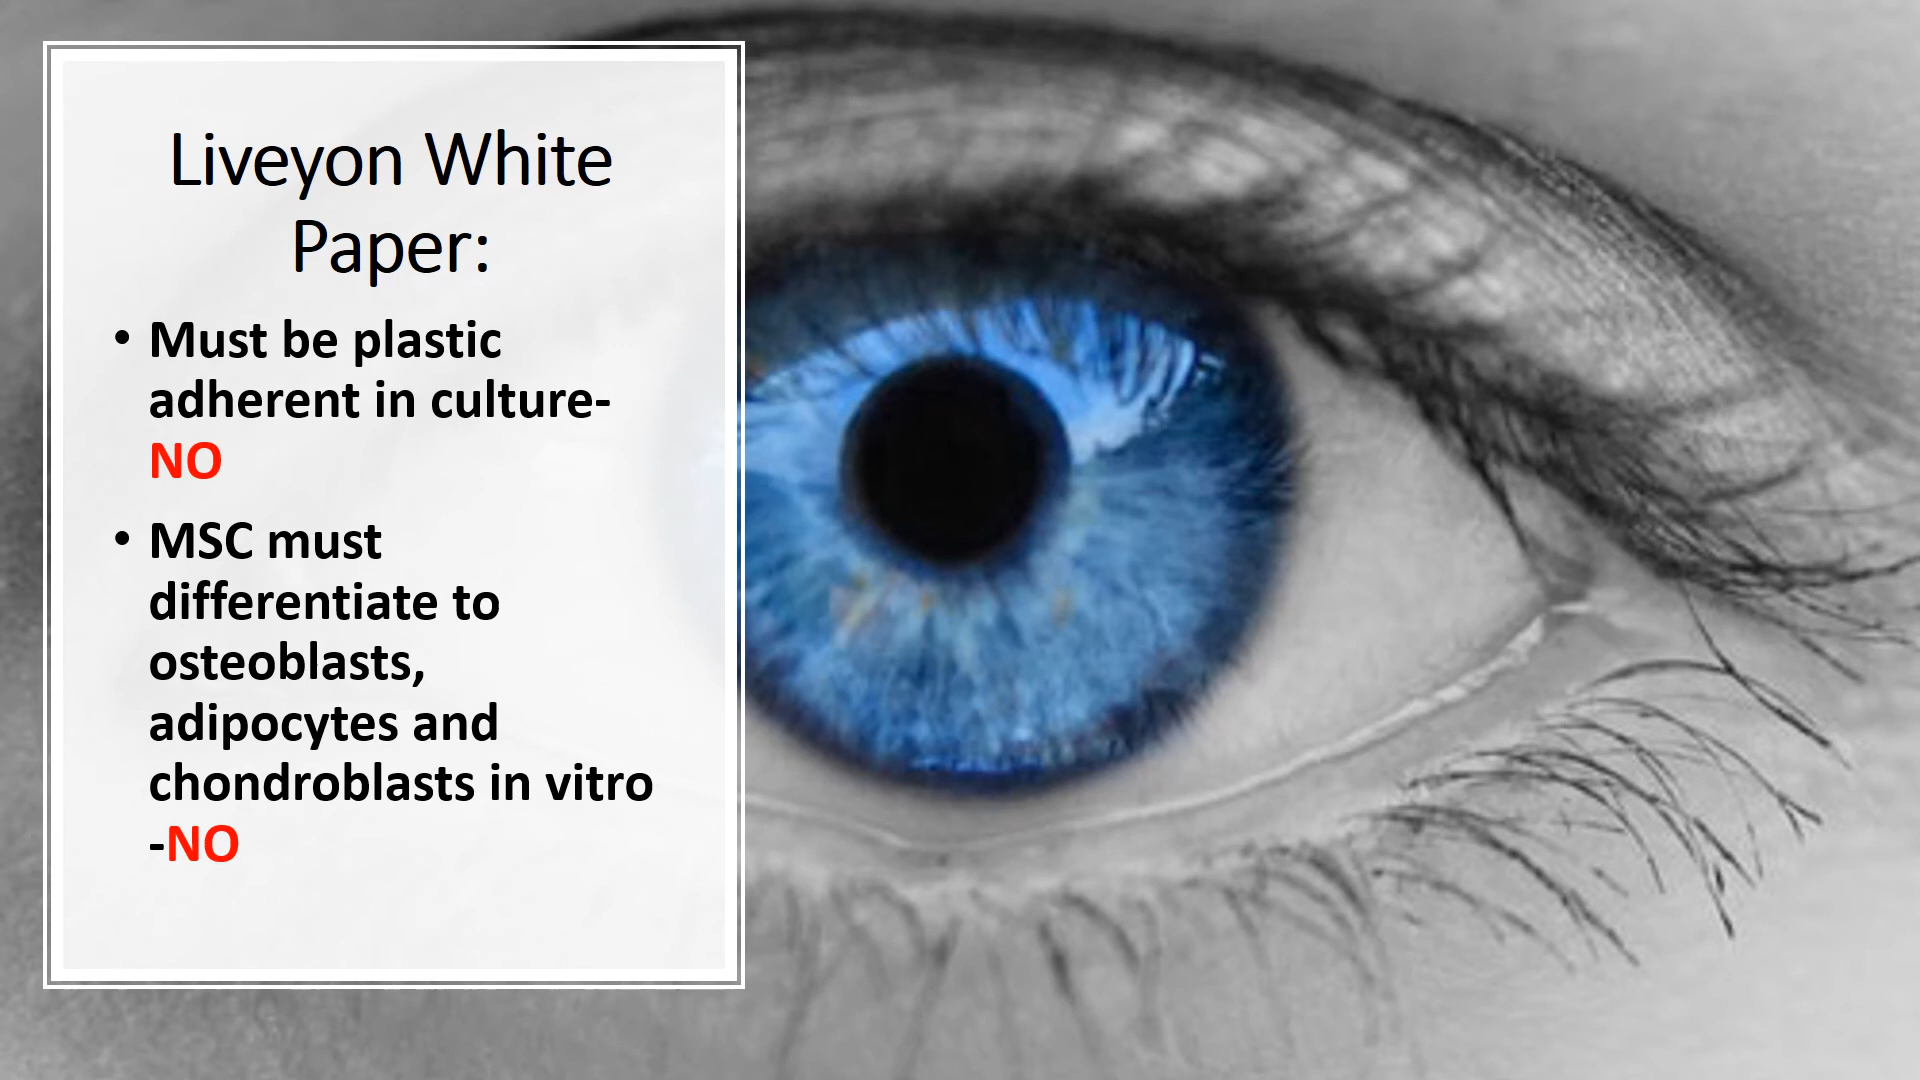 Liveyon White
Paper:
• Must be plastic
adherent in culture-
NO
• MSC must
differentiate to
osteoblasts,
adipocytes and
chondroblasts in vitro
-NO